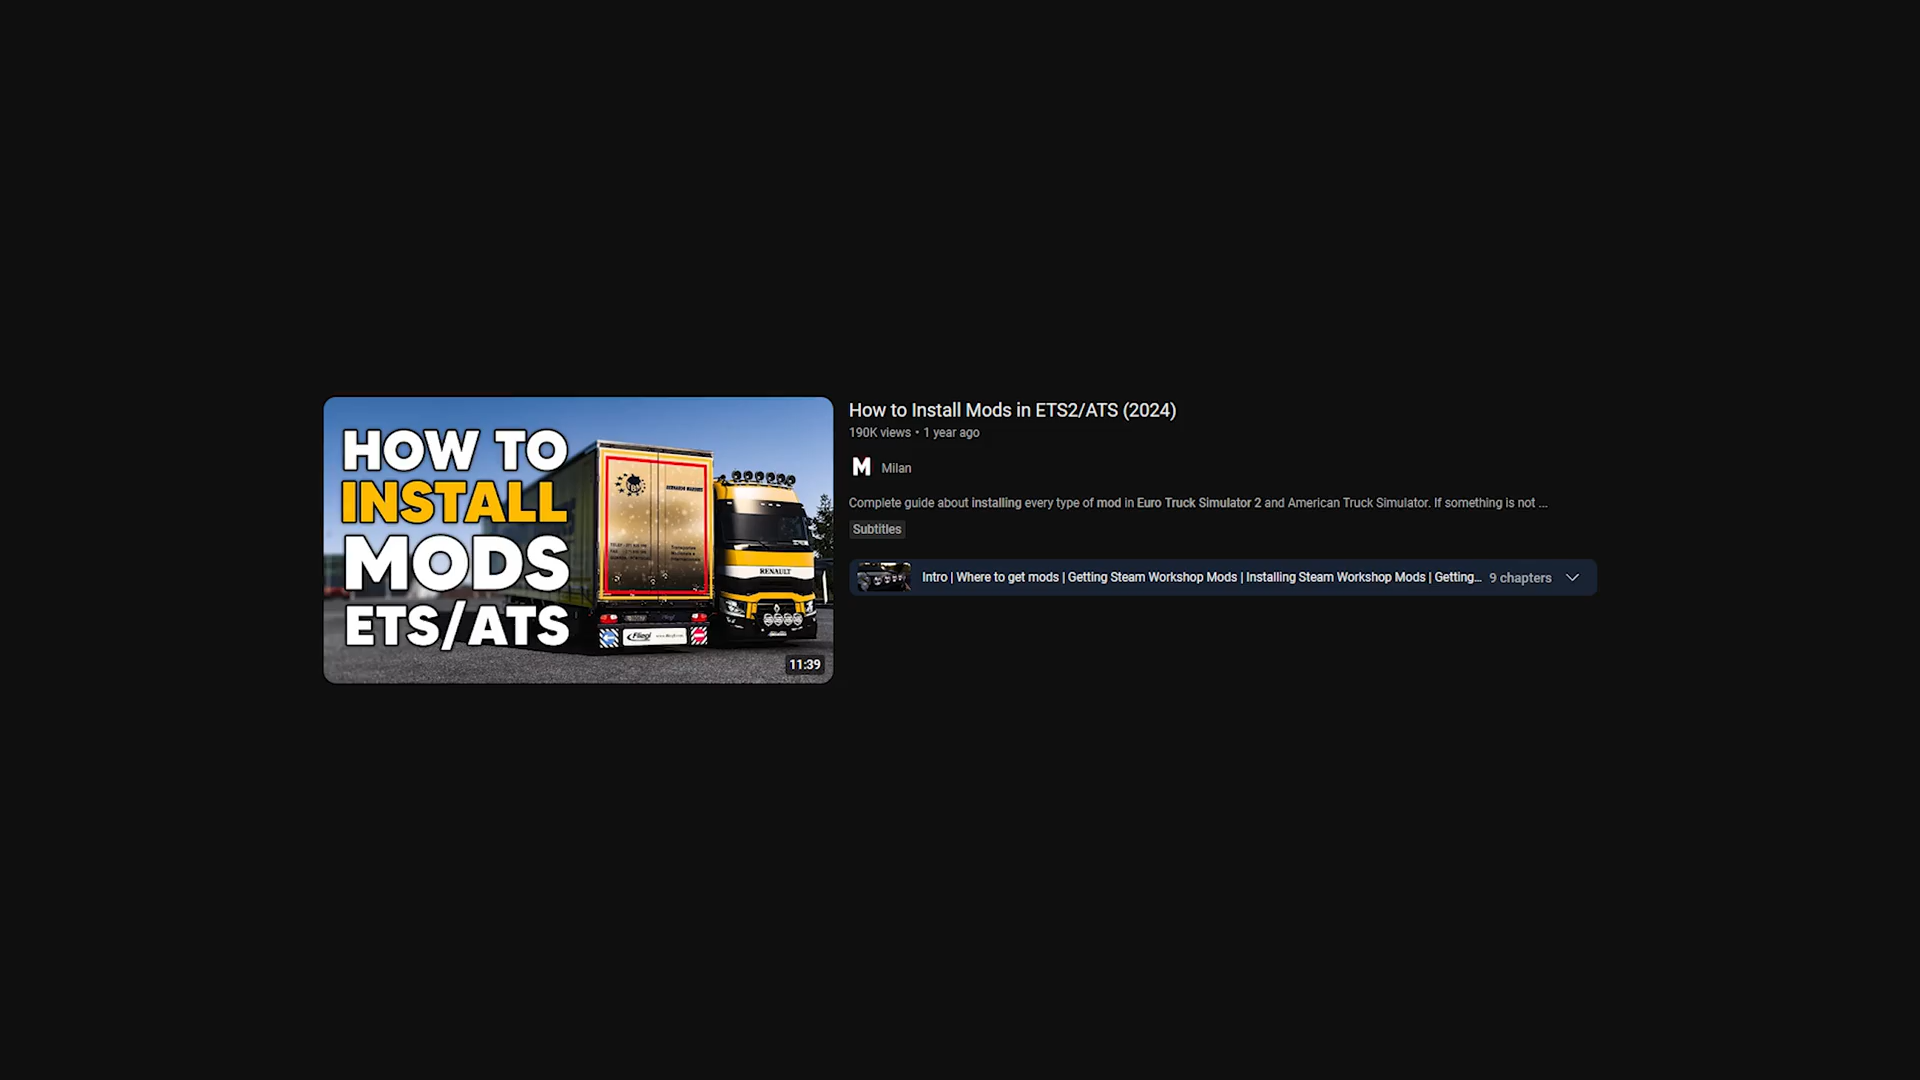 HOW TO
INSTALL
MODS
ETS/ATS
RENAULT
Fliegl
11:39
How to Install Mods in ETS2/ATS (2024)
190K views • 1 year ago
M Milan
Complete guide about installing every type of mod in Euro Truck Simulator 2 and American Truck Simulator. If something is not ...
Subtitles
Intro | Where to get mods | Getting Steam Workshop Mods | Installing Steam Workshop Mods | Getting... 9 chapters